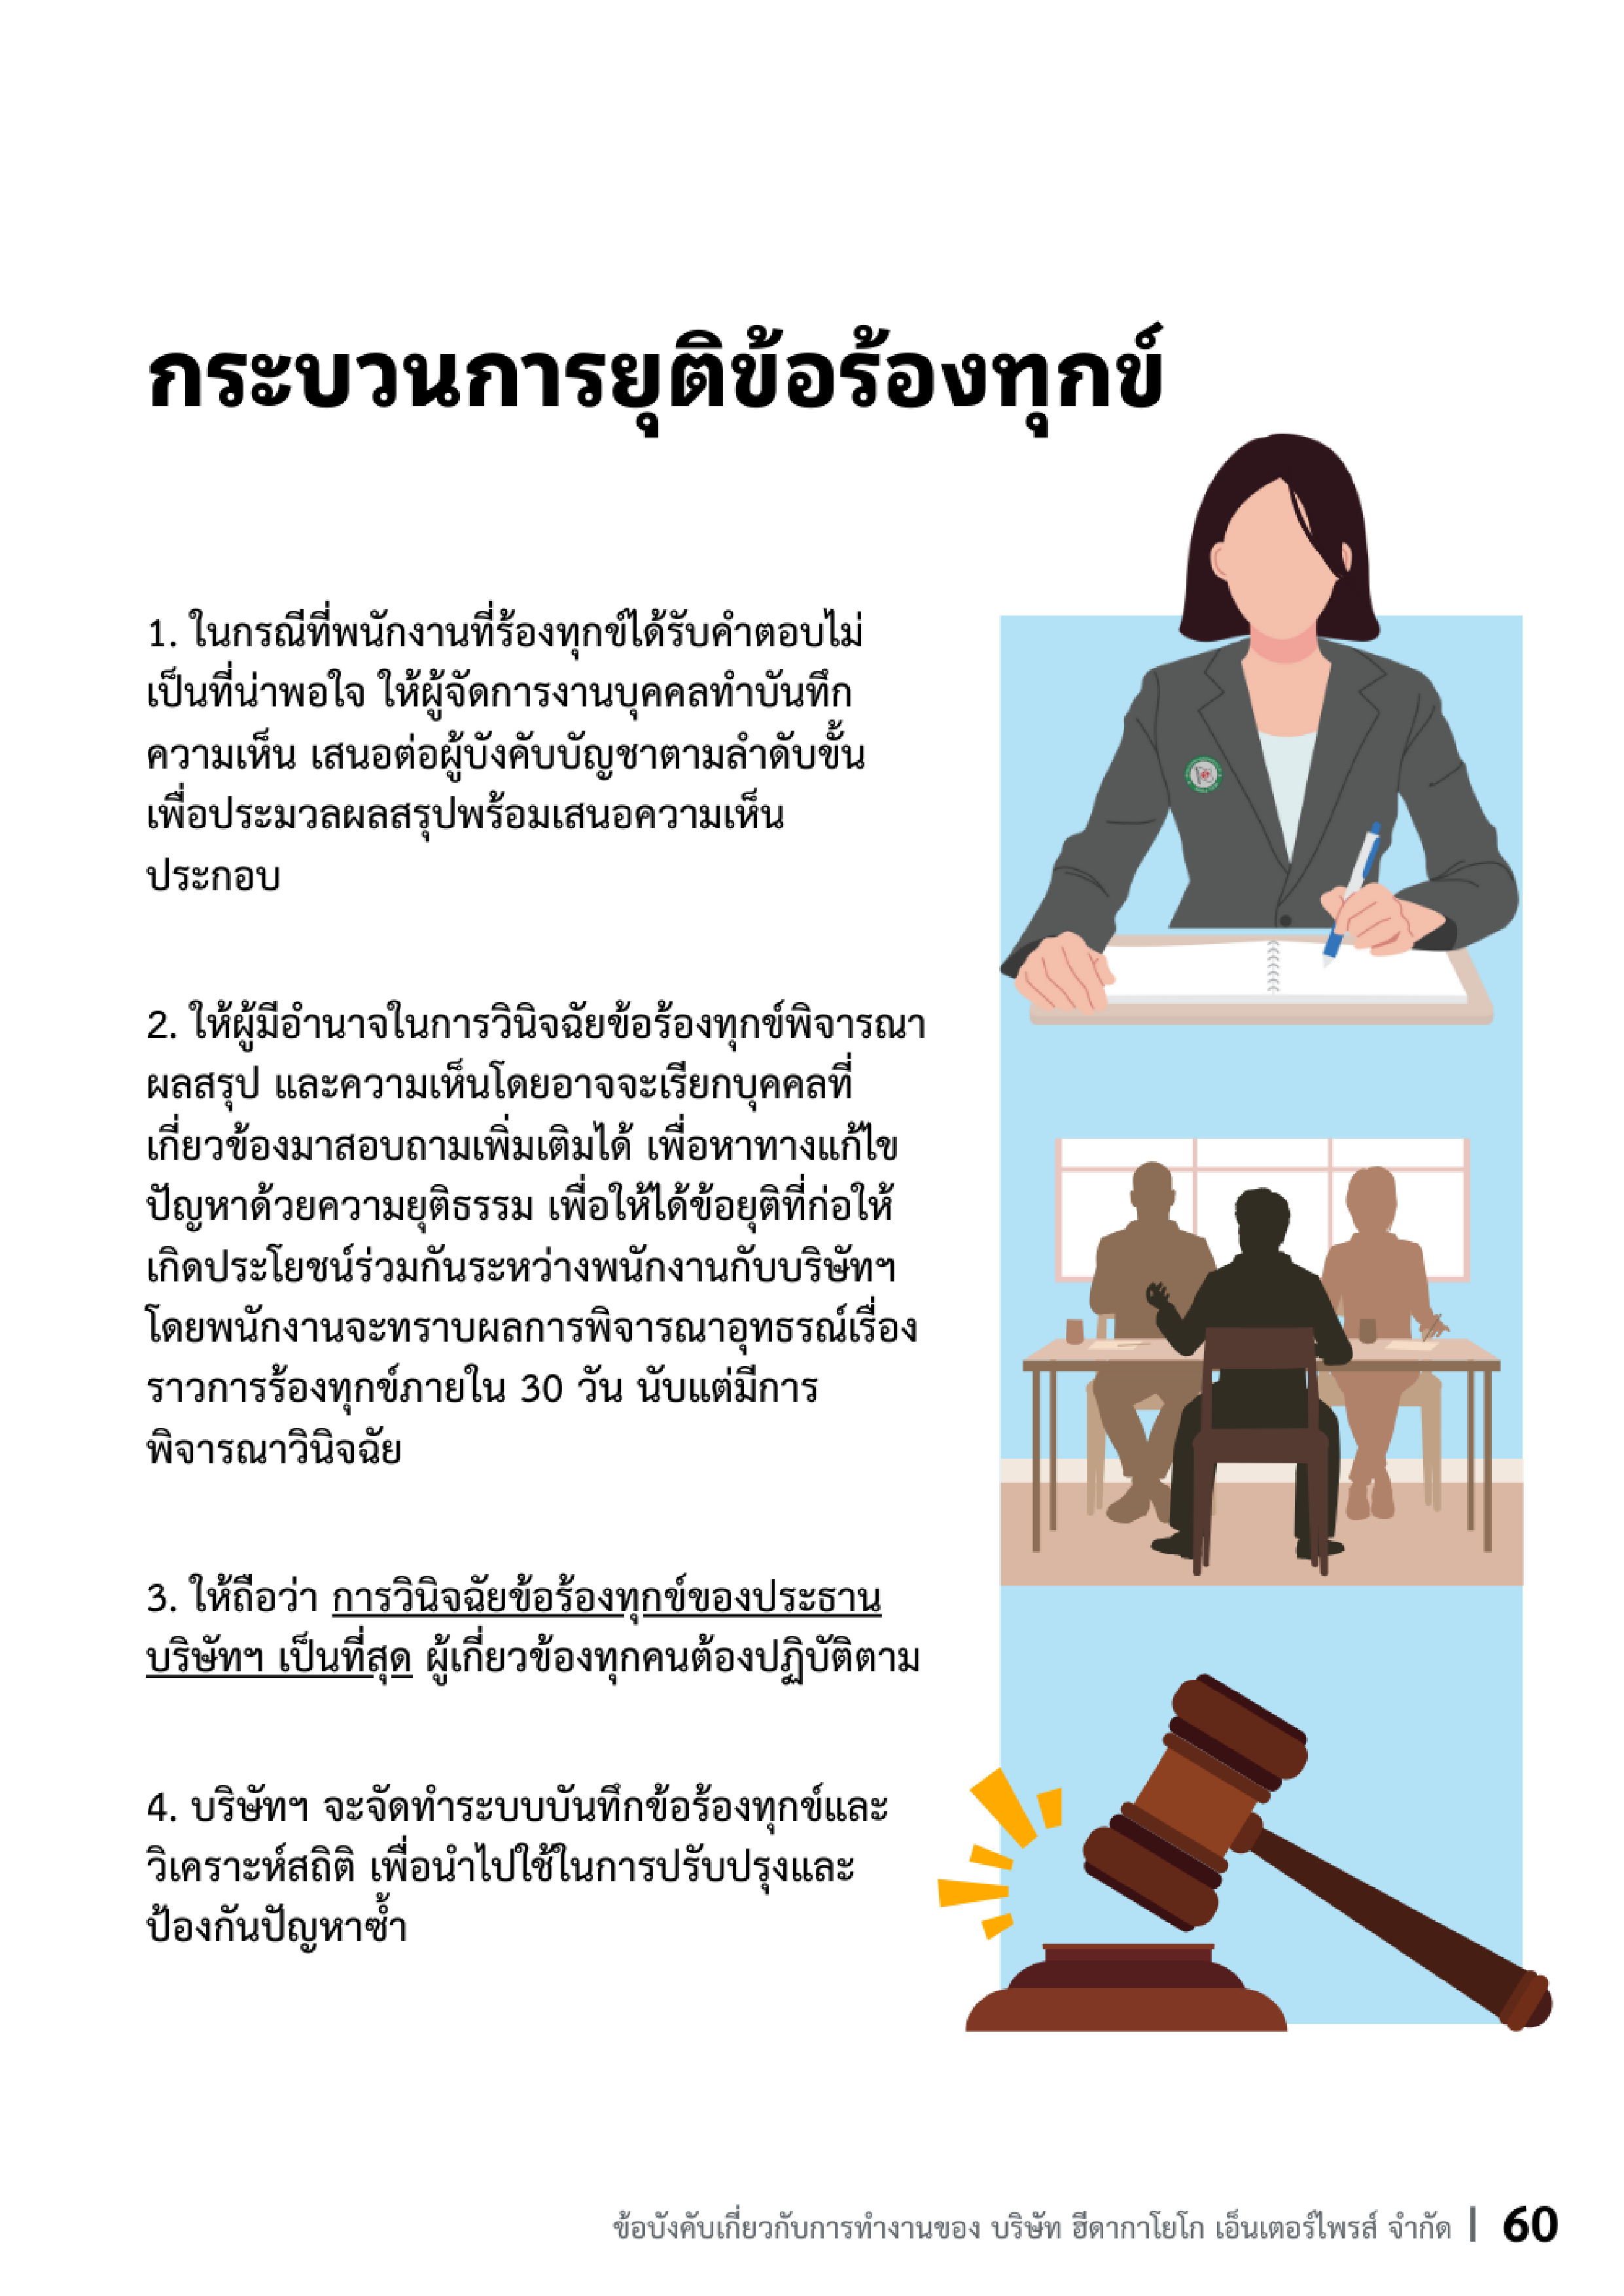 กระบวนการยุติข้อร้องทุกข์
1. ในกรณีที่พนักงานที่ร้องทุกข์ได้รับคำตอบไม่
เป็นที่น่าพอใจ ให้ผู้จัดการงานบุคคลทำบันทึก
ความเห็น เสนอต่อผู้บังคับบัญชาตามลำดับขั้น
เพื่อประมวลผลสรุปพร้อมเสนอความเห็น
ประกอบ
2. ให้ผู้มีอำนาจในการวินิจฉัยข้อร้องทุกข์พิจารณา
ผลสรุป และความเห็นโดยอาจจะเรียกบุคคลที่
เกี่ยวข้องมาสอบถามเพิ่มเติมได้ เพื่อหาทางแก้ไข
ปัญหาด้วยความยุติธรรม เพื่อให้ได้ข้อยุติที่ก่อให้
เกิดประโยชน์ร่วมกันระหว่างพนักงานกับบริษัทฯ
โดยพนักงานจะทราบผลการพิจารณาอุทธรณ์เรื่อง
ราวการร้องทุกข์ภายใน 30 วัน นับแต่มีการ
พิจารณาวินิจฉัย
3. ให้ถือว่า การวินิจฉัยข้อร้องทุกข์ของประธาน
บริษัทฯ เป็นที่สุด ผู้เกี่ยวข้องทุกคนต้องปฏิบัติตาม
4. บริษัทฯ จะจัดทำระบบบันทึกข้อร้องทุกข์และ
วิเคราะห์สถิติ เพื่อนำไปใช้ในการปรับปรุงและ
ป้องกันปัญหาซ้ำ
ข้อบังคับเกี่ยวกับการทำงานของ บริษัท ฮีดากาโยโก เอ็นเตอร์ไพรส์ จำกัด | 60